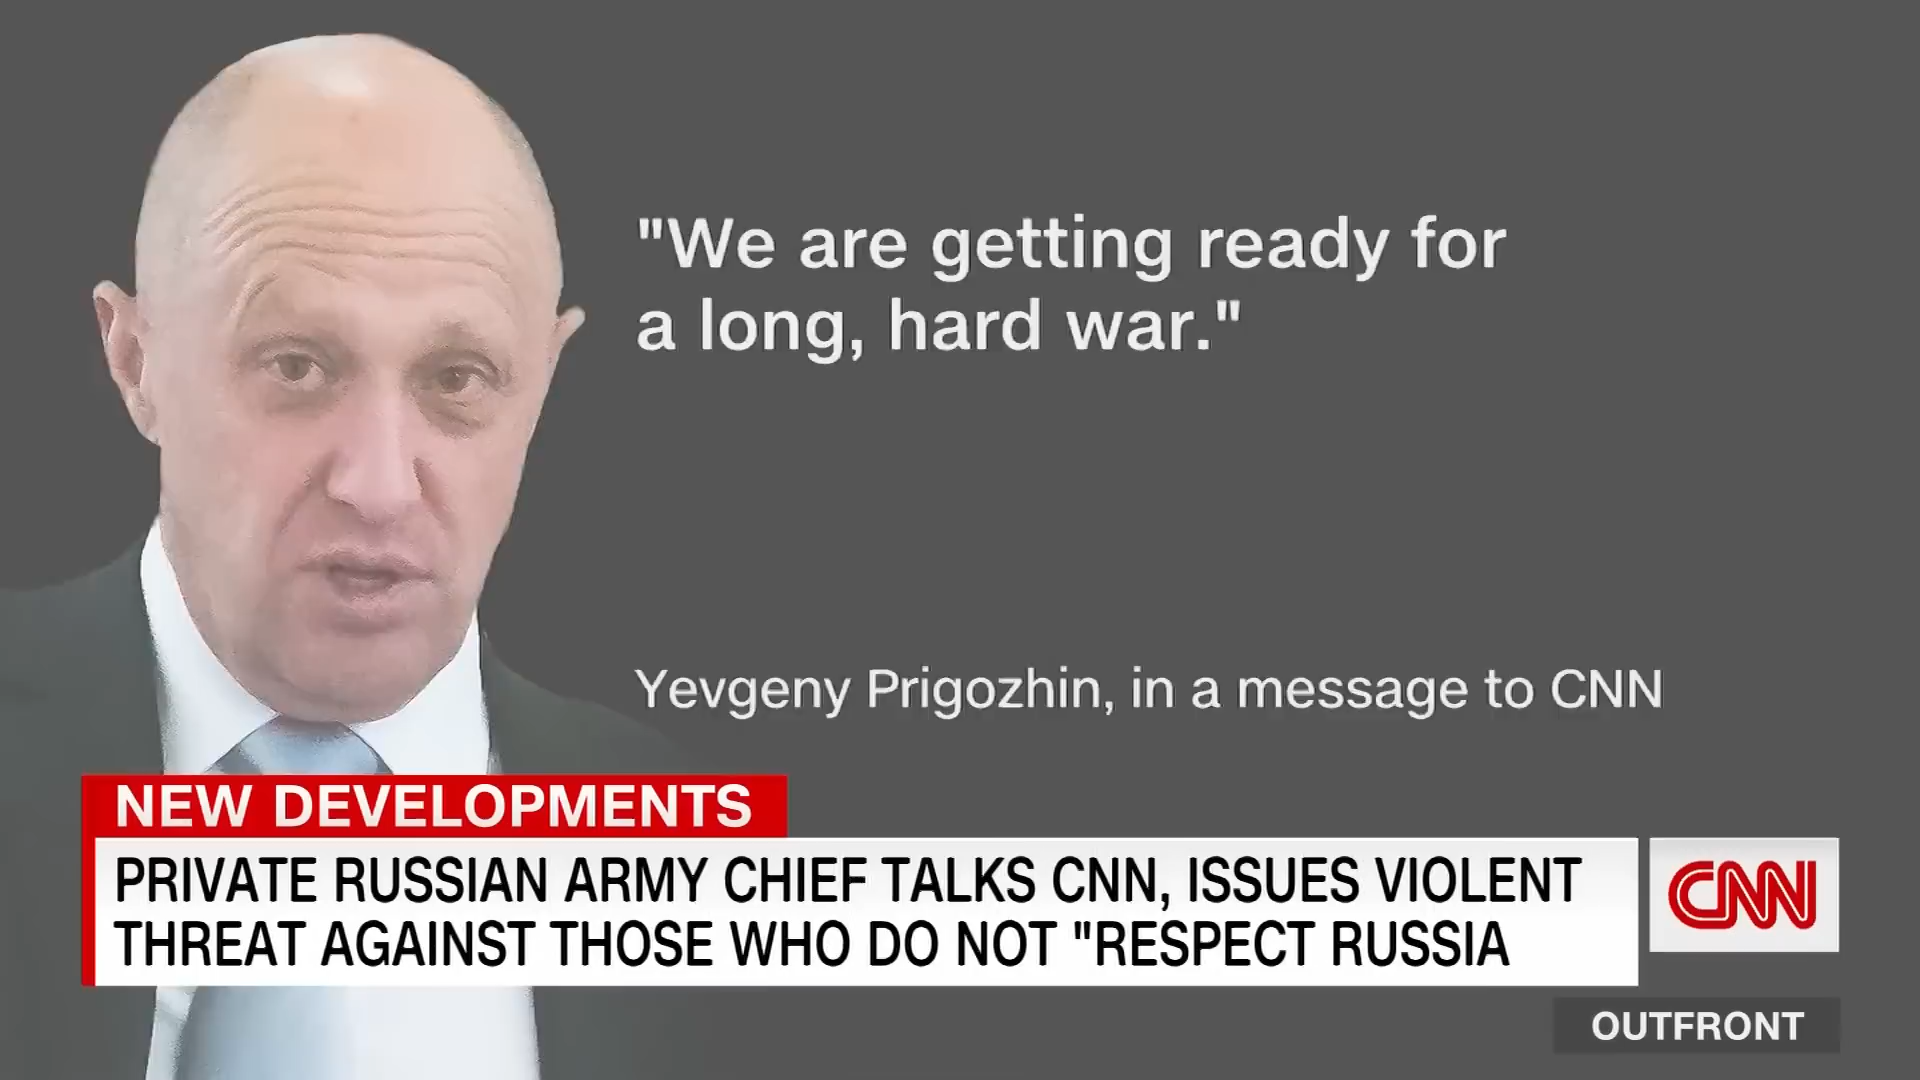 "We are getting ready for
a long, hard war."
Yevgeny Prigozhin, in a message to CNN
NEW DEVELOPMENTS
PRIVATE RUSSIAN ARMY CHIEF TALKS CNN, ISSUES VIOLENT
THREAT AGAINST THOSE WHO DO NOT "RESPECT RUSSIA
CNN
OUTFRONT